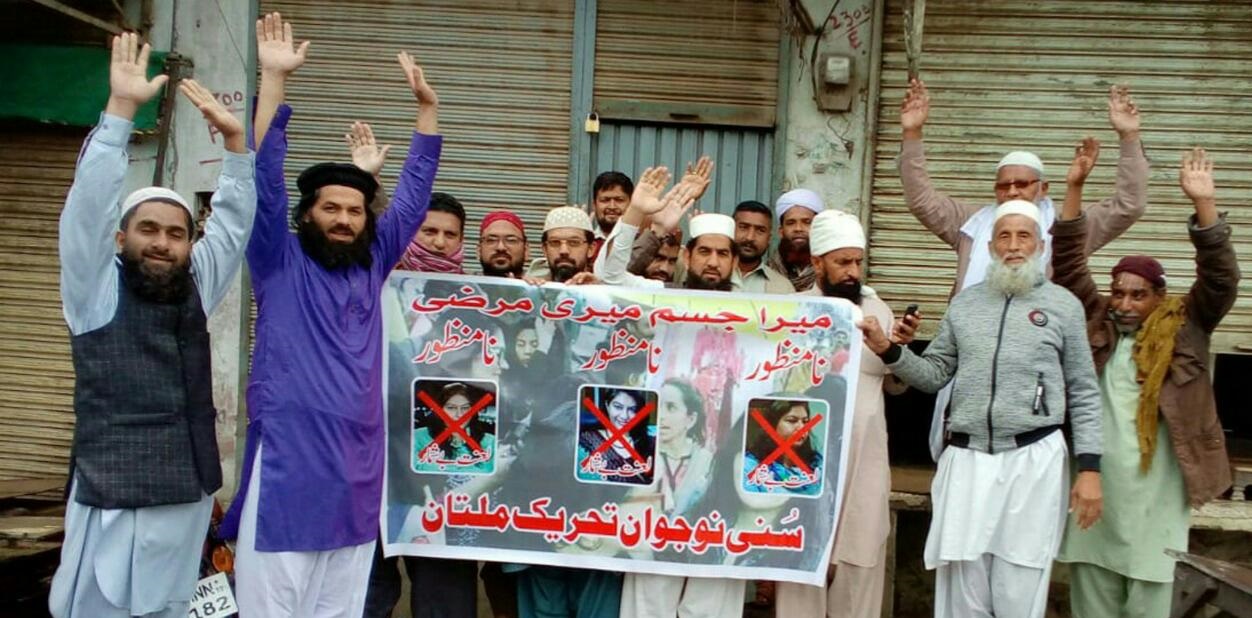 میرا جسم میری مرضی
نامنظور نامنظور نامنظور
لعنت بے شمار لعنت بے شمار لعنت بے شمار
سُنی نوجوان تحریک ملتان
2300
182